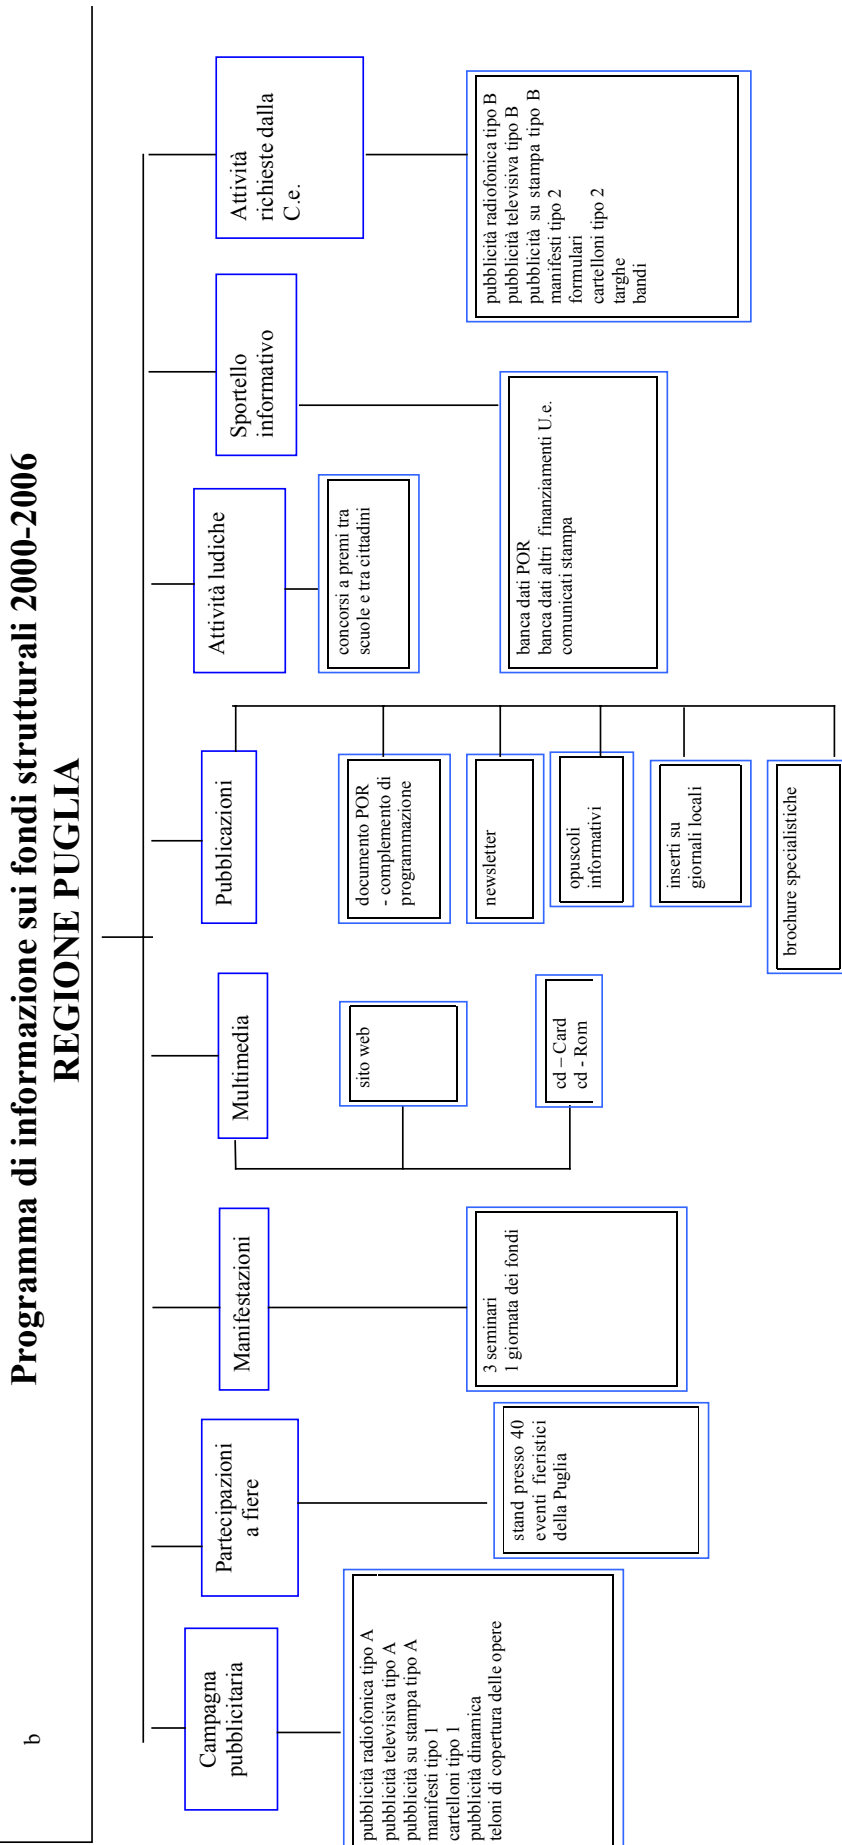 Programma di informazione sui fondi strutturali 2000-2006
REGIONE PUGLIA
b
Campagna
pubblicitaria
pubblicità radiofonica tipo A
pubblicità televisiva tipo A
pubblicità su stampa tipo A
manifesti tipo 1
cartelloni tipo 1
pubblicità dinamica
teloni di copertura delle opere
Partecipazioni
a fiere
stand presso 40
eventi fieristici
della Puglia
Manifestazioni
3 seminari
1 giornata dei fondi
Multimedia
sito web
cd – Card
cd - Rom
Pubblicazioni
documento POR
- complemento di
programmazione
newsletter
opuscoli
informativi
inserti su
giornali locali
brochure specialistiche
Attività ludiche
concorsi a premi tra
scuole e tra cittadini
Sportello
informativo
banca dati POR
banca dati altri finanziamenti U.e.
comunicati stampa
Attività
richieste dalla
C.e.
pubblicità radiofonica tipo B
pubblicità televisiva tipo B
pubblicità su stampa tipo B
manifesti tipo 2
formulari
cartelloni tipo 2
targhe
bandi